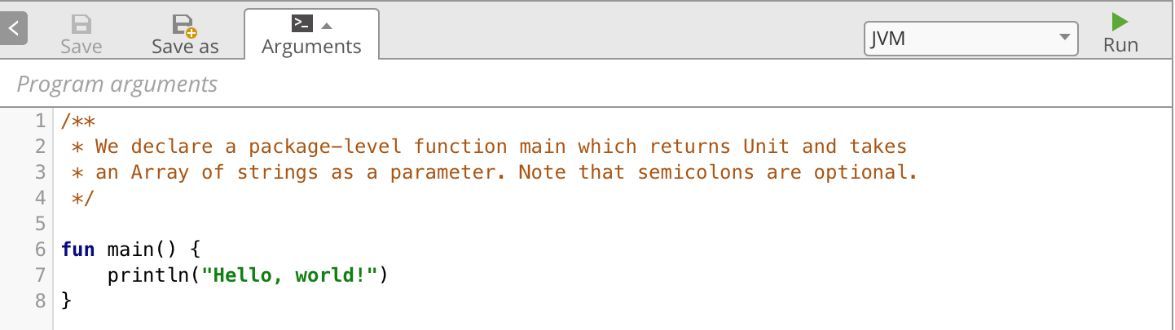 <
Save
Save as
>_
Arguments
JVM
Run
Program arguments
1 /**
2  * We declare a package-level function main which returns Unit and takes
3  * an Array of strings as a parameter. Note that semicolons are optional.
4  */
5
6 fun main() {
7     println("Hello, world!")
8 }